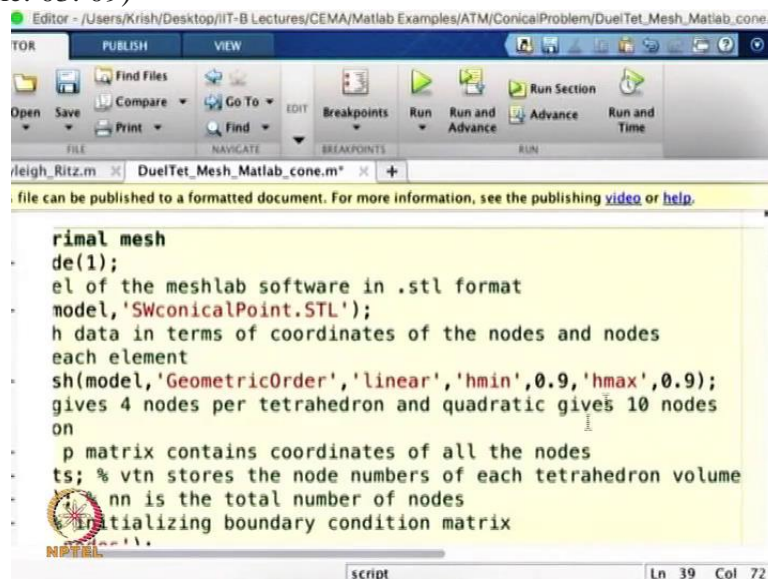 Editor - /Users/Krish/Desktop/IIT-B Lectures/CEMA/Matlab Examples/ATM/ConicalProblem/DuelTet_Mesh_Matlab_cone.
TOR PUBLISH VIEW
Find Files
Compare Go To EDIT Breakpoints Run Run and Advance Run Section Advance Run and Time
Open Save Print Find
FILE NAVIGATE BREAKPOINTS RUN
yleigh_Ritz.m DuelTet_Mesh_Matlab_cone.m* +
file can be published to a formatted document. For more information, see the publishing video or help.
rimal mesh
de(1);
el of the meshlab software in .stl format
model,'SWconicalPoint.STL');
h data in terms of coordinates of the nodes and nodes
each element
sh(model,'GeometricOrder','linear','hmin',0.9,'hmax',0.9);
gives 4 nodes per tetrahedron and quadratic gives 10 nodes
on
p matrix contains coordinates of all the nodes
ts; % vtn stores the node numbers of each tetrahedron volume
% nn is the total number of nodes
initializing boundary condition matrix
NPTEL
script Ln 39 Col 72